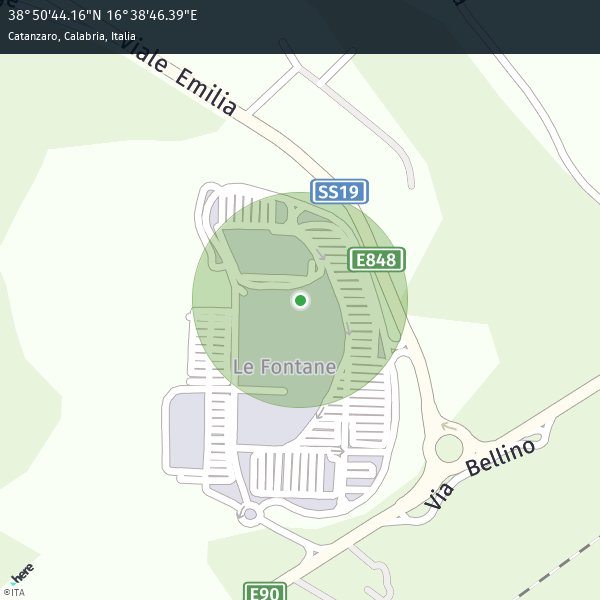 38°50'44.16"N 16°38'46.39"E
Catanzaro, Calabria, Italia
viale Emilia
SS19
E848
Le Fontane
Via Bellino
E90
here
©ITA